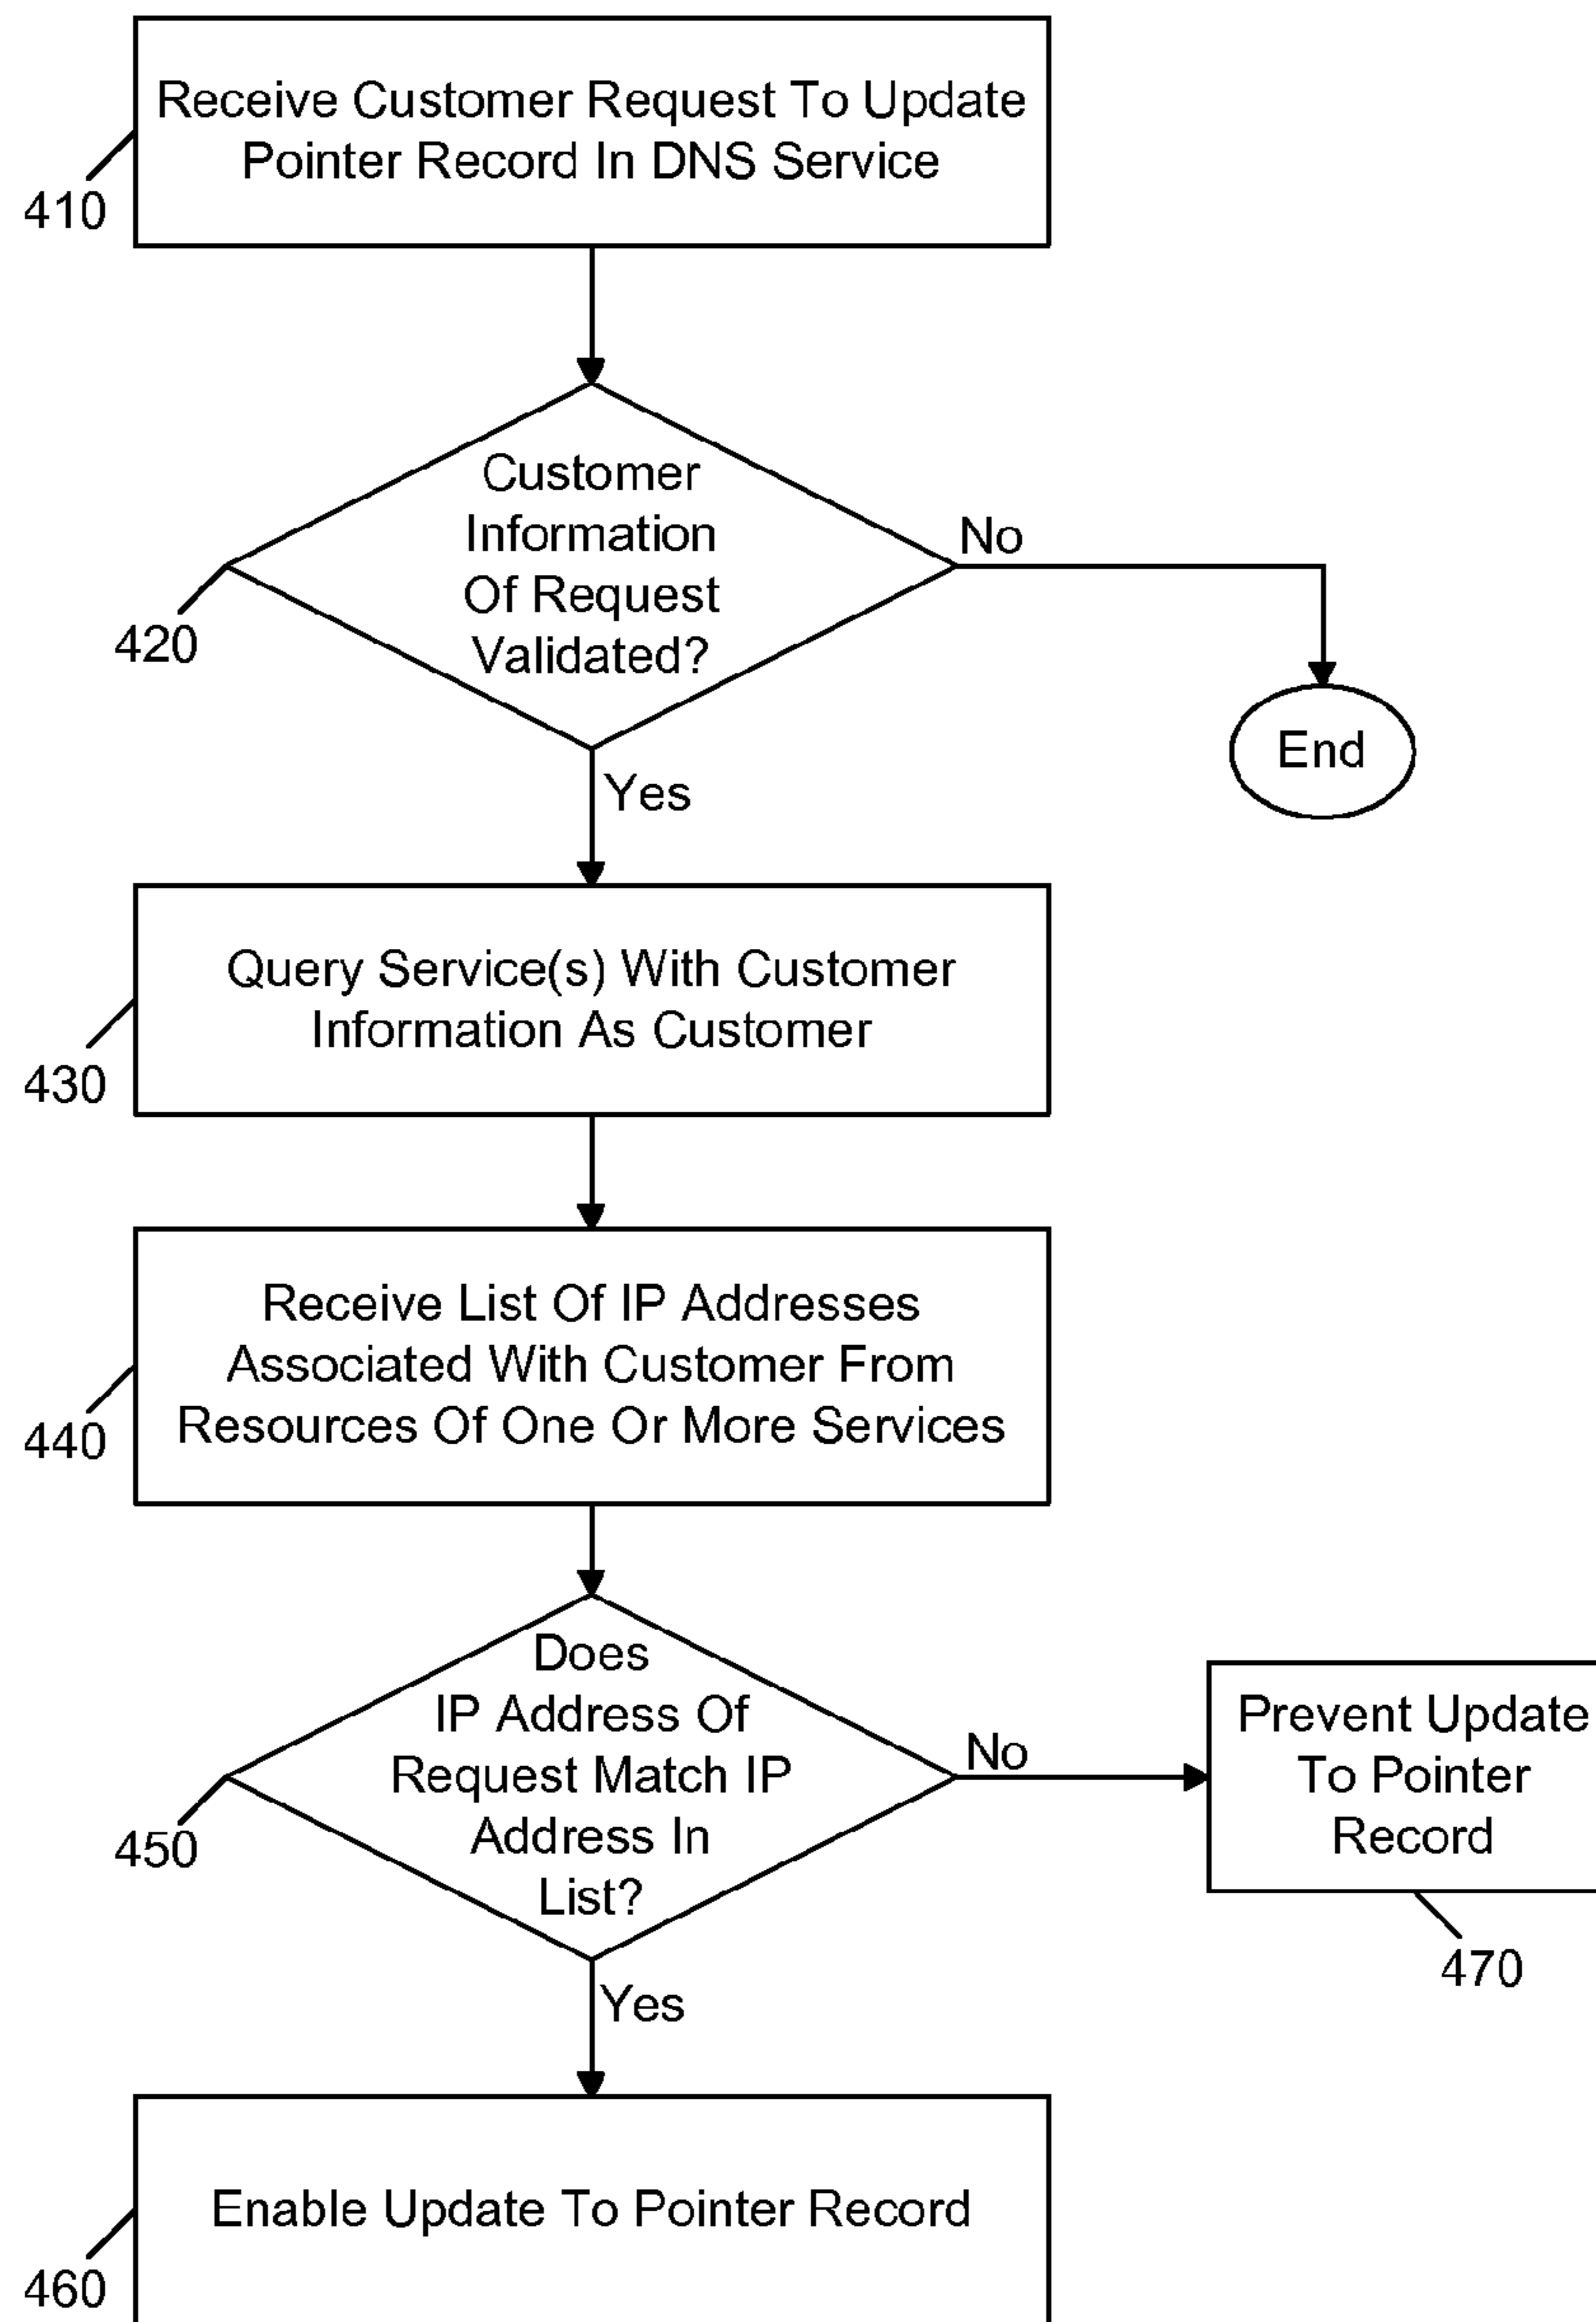 Receive Customer Request To Update
Pointer Record In DNS Service
410
Customer
Information
Of Request
Validated?
No
420
End
Yes
Query Service(s) With Customer
Information As Customer
430
Receive List Of IP Addresses
Associated With Customer From
Resources Of One Or More Services
440
Does
IP Address Of
Request Match IP
Address In
List?
No
450
Prevent Update
To Pointer
Record
470
Yes
Enable Update To Pointer Record
460